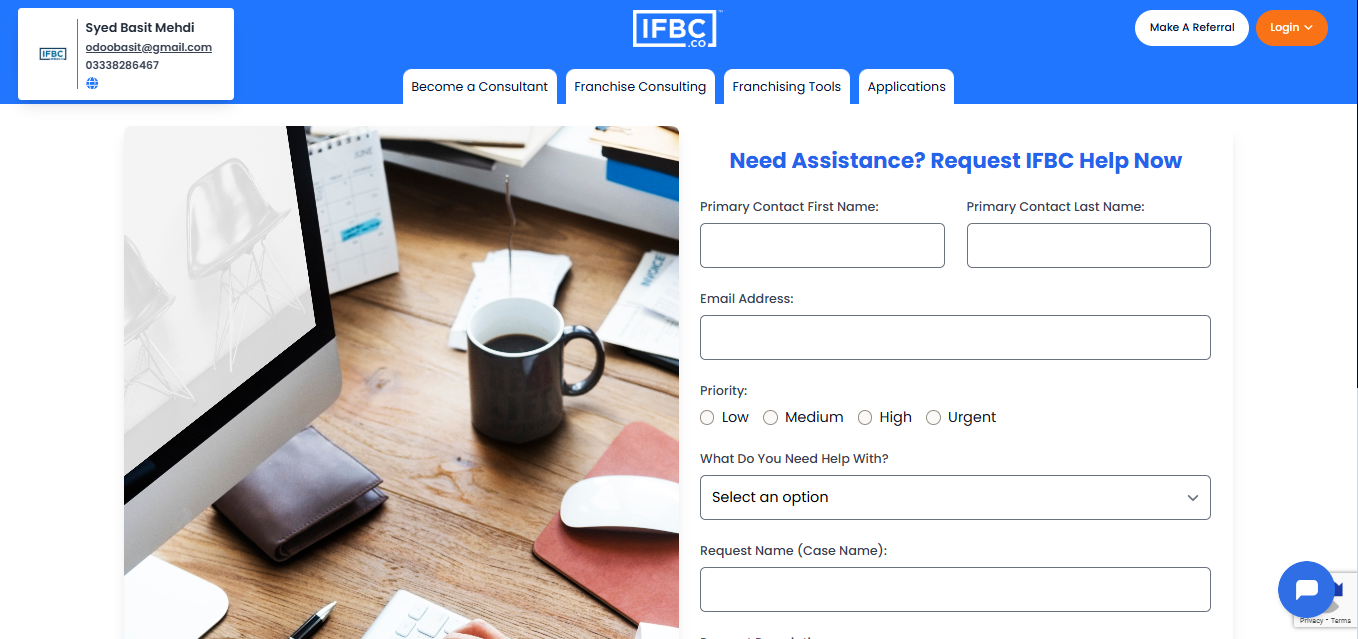 Syed Basit Mehdi
IFBC
odoobasit@gmail.com
03338286467
IFBC
.CO
Make A Referral
Login
Become a Consultant
Franchise Consulting
Franchising Tools
Applications
JUNE
INVOICE
Need Assistance? Request IFBC Help Now
Primary Contact First Name:
Primary Contact Last Name:
Email Address:
Priority:
Low
Medium
High
Urgent
What Do You Need Help With?
Select an option
Request Name (Case Name):
Privacy - Terms